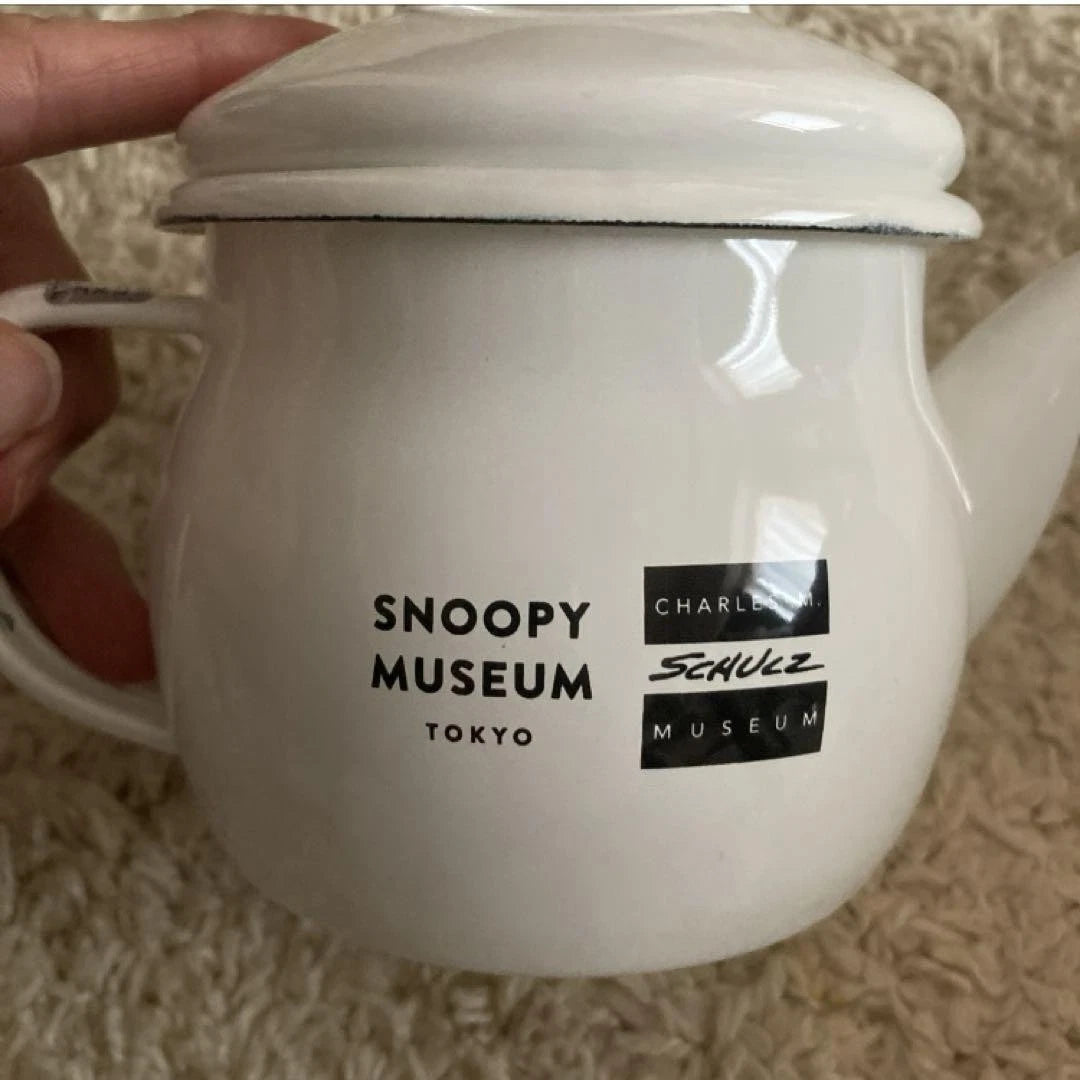 SNOOPY
MUSEUM
TOKYO
CHARLES M.
SCHULZ
MUSEUM